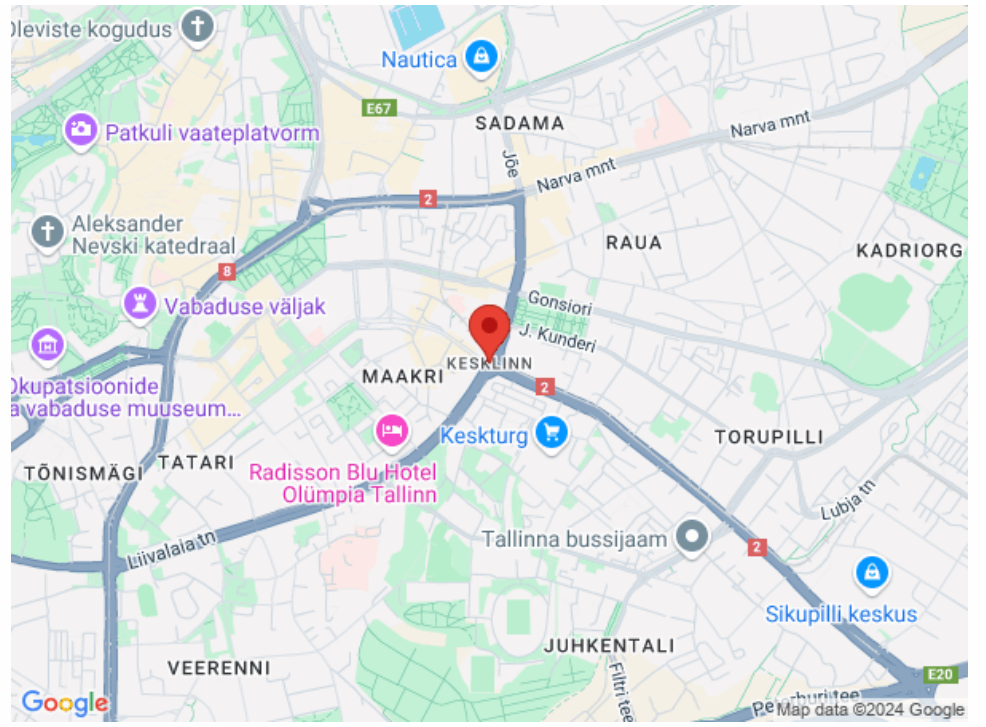 Oleviste kogudus
Nautica
E67
SADAMA
Patkuli vaateplatvorm
Narva mnt
Jõe
Narva mnt
2
Aleksander
Nevski katedraal
RAUA
KADRIORG
8
Vabaduse väljak
Gonsiori
J. Kunderi
KESKLINN
MAAKRI
2
Okupatsioonide
a vabaduse muuseum...
Keskturg
TORUPILLI
TÕNISMÄGI
TATARI
Radisson Blu Hotel
Olümpia Tallinn
Lubja tn
Liivalaia tn
Tallinna bussijaam
2
Sikupilli keskus
JUHKENTALI
VEERENNI
Filtri tee
E20
Peterburi tee
Google
Map data ©2024 Google